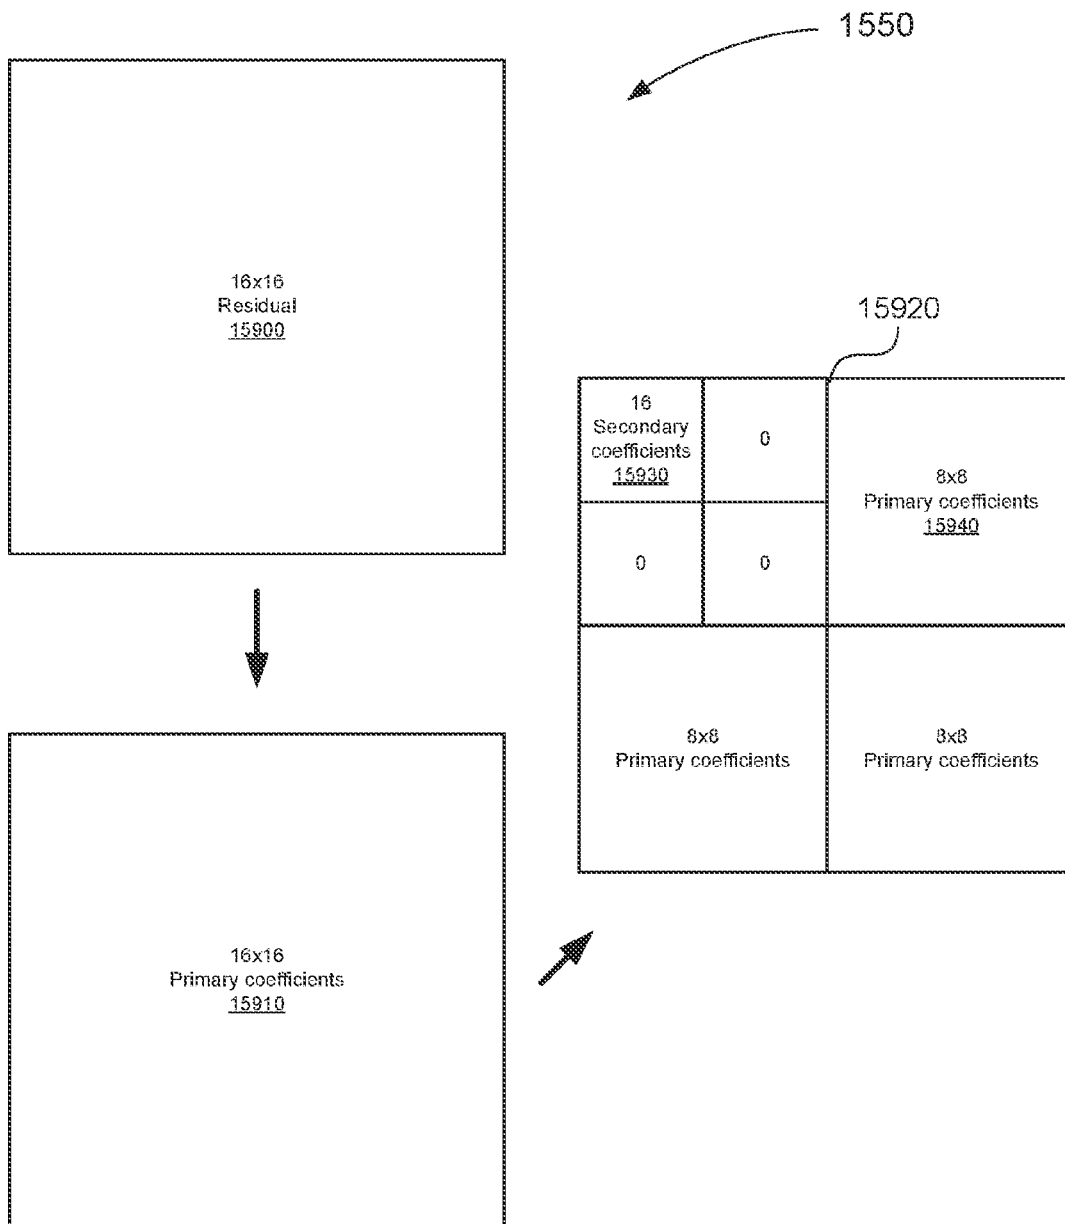 1550
16x16
Residual
15900
15920
16
Secondary
coefficients
15930
0
8x8
Primary coefficients
15940
0
0
8x8
Primary coefficients
8x8
Primary coefficients
16x16
Primary coefficients
15910